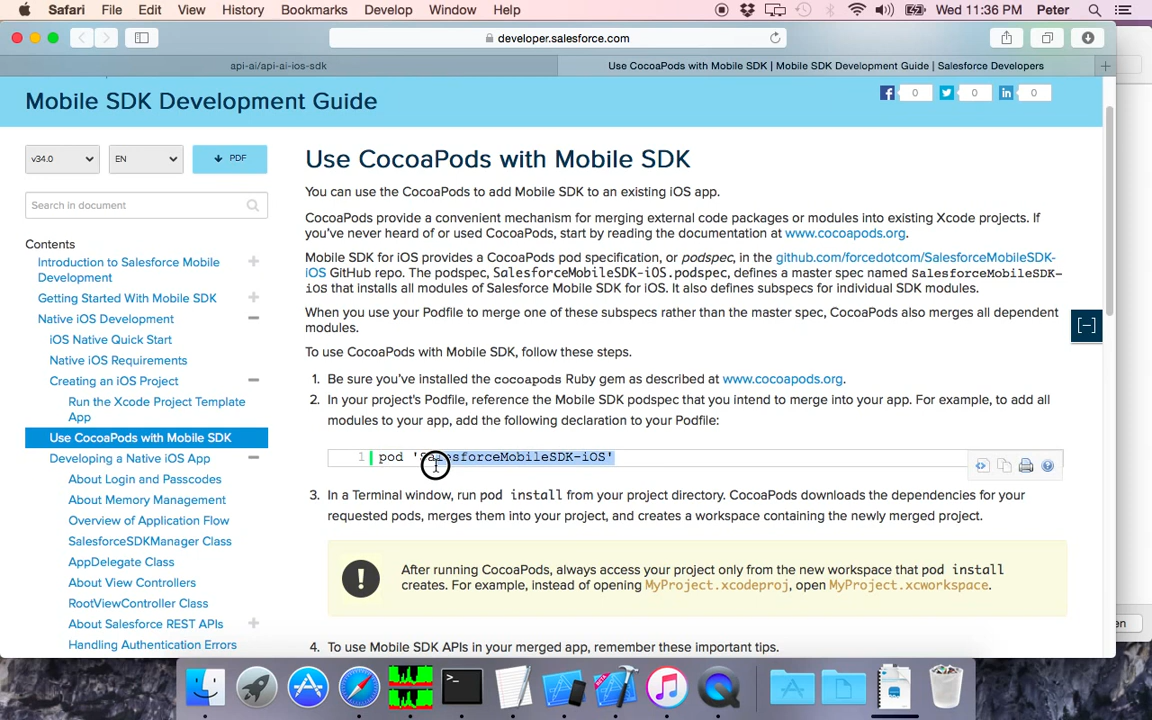 Safari File Edit View History Bookmarks Develop Window Help Wed 11:36 PM Peter
developer.salesforce.com
api-ai/api-ai-ios-sdk Use CocoaPods with Mobile SDK | Mobile SDK Development Guide | Salesforce Developers
Mobile SDK Development Guide
0 0 0
v34.0 EN PDF
Search in document
Contents
Introduction to Salesforce Mobile
Development
Getting Started With Mobile SDK
Native iOS Development
iOS Native Quick Start
Native iOS Requirements
Creating an iOS Project
Run the Xcode Project Template
App
Use CocoaPods with Mobile SDK
Developing a Native iOS App
About Login and Passcodes
About Memory Management
Overview of Application Flow
SalesforceSDKManager Class
AppDelegate Class
About View Controllers
RootViewController Class
About Salesforce REST APIs
Handling Authentication Errors
Use CocoaPods with Mobile SDK
You can use the CocoaPods to add Mobile SDK to an existing iOS app.
CocoaPods provide a convenient mechanism for merging external code packages or modules into existing Xcode projects. If
you've never heard of or used CocoaPods, start by reading the documentation at www.cocoapods.org.
Mobile SDK for iOS provides a CocoaPods pod specification, or podspec, in the github.com/forcedotcom/SalesforceMobileSDK-
iOS GitHub repo. The podspec, SalesforceMobileSDK-iOS.podspec, defines a master spec named SalesforceMobileSDK-
iOS that installs all modules of Salesforce Mobile SDK for iOS. It also defines subspecs for individual SDK modules.
When you use your Podfile to merge one of these subspecs rather than the master spec, CocoaPods also merges all dependent
modules.
To use CocoaPods with Mobile SDK, follow these steps.
1. Be sure you've installed the cocoapods Ruby gem as described at www.cocoapods.org.
2. In your project's Podfile, reference the Mobile SDK podspec that you intend to merge into your app. For example, to add all
modules to your app, add the following declaration to your Podfile:
1 pod 'SalesforceMobileSDK-iOS'
3. In a Terminal window, run pod install from your project directory. CocoaPods downloads the dependencies for your
requested pods, merges them into your project, and creates a workspace containing the newly merged project.
After running CocoaPods, always access your project only from the new workspace that pod install
creates. For example, instead of opening MyProject.xcodeproj, open MyProject.xcworkspace.
4. To use Mobile SDK APIs in your merged app, remember these important tips.